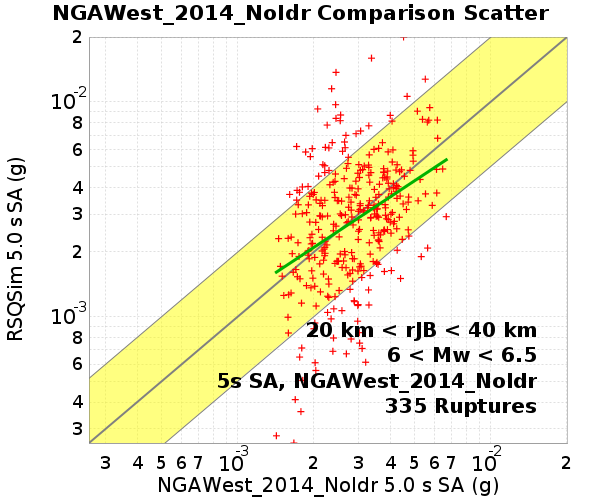 NGAWest_2014_NoIdr Comparison Scatter
2
10-2
8
6
4
2
10-3
8
6
4
3
RSQSim 5.0 s SA (g)
20 km < rJB < 40 km
6 < Mw < 6.5
5s SA, NGAWest_2014_NoIdr
335 Ruptures
3 4 5 6 7 10-3 2 3 4 5 6 7 10-2 2
NGAWest_2014_NoIdr 5.0 s SA (g)